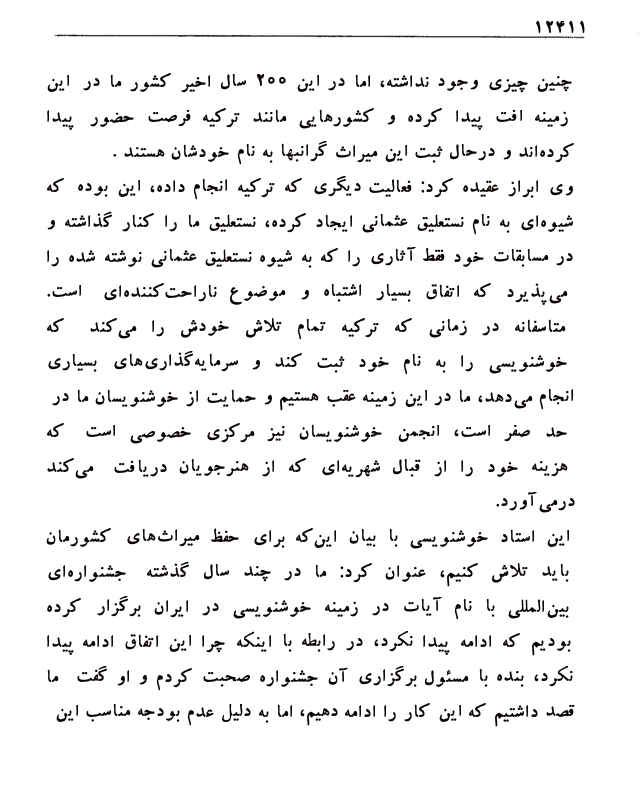 ۱۲۴۱۱
چنین چیزی وجود نداشته، اما در این ۲۰۰ سال اخیر کشور ما در این
زمینه افت پیدا کرده و کشورهایی مانند ترکیه فرصت حضور پیدا
کرده‌اند و درحال ثبت این میراث گرانبها به نام خودشان هستند .
وی ابراز عقیده کرد: فعالیت دیگری که ترکیه انجام داده، این بوده که
شیوه‌ای به نام نستعلیق عثمانی ایجاد کرده، نستعلیق ما را کنار گذاشته و
در مسابقات خود فقط آثاری را که به شیوه نستعلیق عثمانی نوشته شده را
می‌پذیرد که اتفاق بسیار اشتباه و موضوع ناراحت‌کننده‌ای است.
متاسفانه در زمانی که ترکیه تمام تلاش خودش را می‌کند که
خوشنویسی را به نام خود ثبت کند و سرمایه‌گذاری‌های بسیاری
انجام می‌دهد، ما در این زمینه عقب هستیم و حمایت از خوشنویسان ما در
حد صفر است، انجمن خوشنویسان نیز مرکزی خصوصی است که
هزینه خود را از قبال شهریه‌ای که از هنرجویان دریافت می‌کند
درمی‌آورد.
این استاد خوشنویسی با بیان این‌که برای حفظ میراث‌های کشورمان
باید تلاش کنیم، عنوان کرد: ما در چند سال گذشته جشنواره‌ای
بین‌المللی با نام آیات در زمینه خوشنویسی در ایران برگزار کرده
بودیم که ادامه پیدا نکرد، در رابطه با اینکه چرا این اتفاق ادامه پیدا
نکرد، بنده با مسئول برگزاری آن جشنواره صحبت کردم و او گفت ما
قصد داشتیم که این کار را ادامه دهیم، اما به دلیل عدم بودجه مناسب این